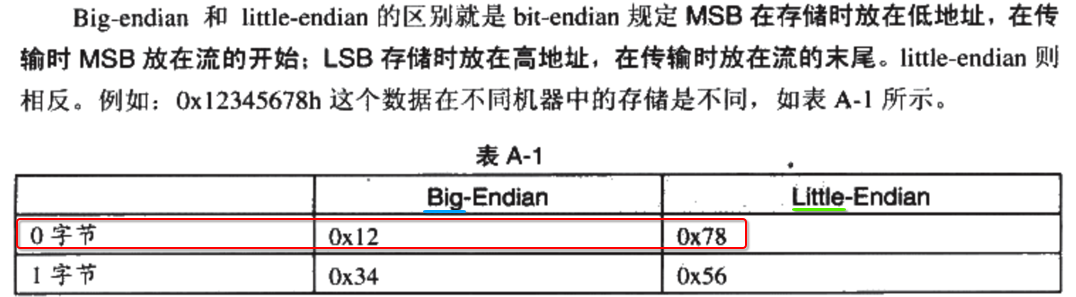 Big-endian 和 little-endian 的区别就是 bit-endian 规定 MSB 在存储时放在低地址，在传
输时 MSB 放在流的开始；LSB 存储时放在高地址，在传输时放在流的末尾。little-endian 则
相反。例如：0x12345678h 这个数据在不同机器中的存储是不同，如表 A-1 所示。
表 A-1
Big-Endian Little-Endian
0 字节 0x12 0x78
1 字节 0x34 0x56